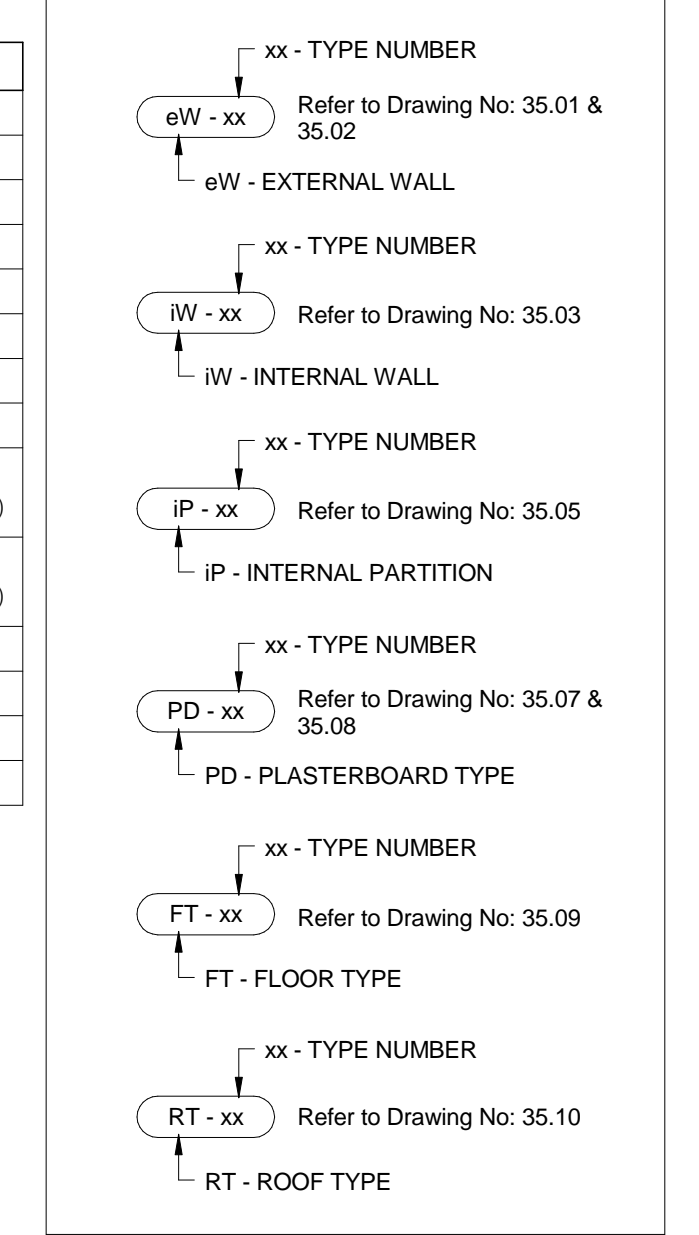 xx - TYPE NUMBER
eW - xx
Refer to Drawing No: 35.01 &
35.02
eW - EXTERNAL WALL
xx - TYPE NUMBER
iW - xx
Refer to Drawing No: 35.03
iW - INTERNAL WALL
xx - TYPE NUMBER
iP - xx
Refer to Drawing No: 35.05
iP - INTERNAL PARTITION
xx - TYPE NUMBER
PD - xx
Refer to Drawing No: 35.07 &
35.08
PD - PLASTERBOARD TYPE
xx - TYPE NUMBER
FT - xx
Refer to Drawing No: 35.09
FT - FLOOR TYPE
xx - TYPE NUMBER
RT - xx
Refer to Drawing No: 35.10
RT - ROOF TYPE
)
)